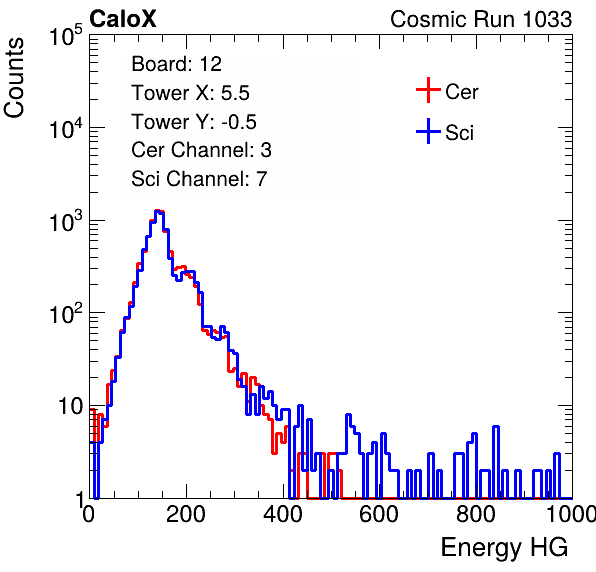 CaloX
Cosmic Run 1033
Counts
Board: 12
Tower X: 5.5
Tower Y: -0.5
Cer Channel: 3
Sci Channel: 7
Cer
Sci
10^5
10^4
10^3
10^2
10
1
0 200 400 600 800 1000
Energy HG